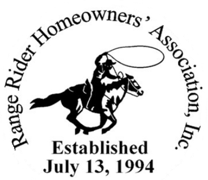 Range Rider Homeowners' Association, Inc.
Established
July 13, 1994